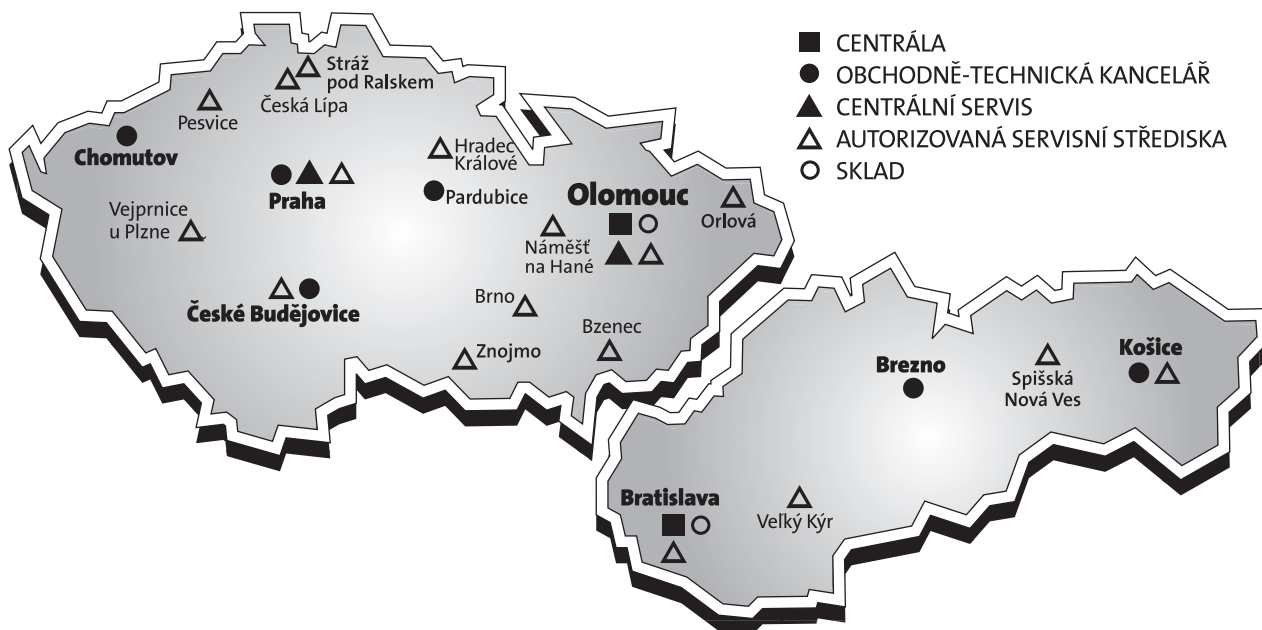 CENTRÁLA
OBCHODNĚ-TECHNICKÁ KANCELÁŘ
CENTRÁLNÍ SERVIS
AUTORIZOVANÁ SERVISNÍ STŘEDISKA
SKLAD
Stráž
pod Ralskem
Česká Lípa
Pesvice
Chomutov
Hradec
Králové
Praha
Pardubice
Olomouc
Orlová
Vejprnice
u Plzne
Náměšť
na Hané
České Budějovice
Brno
Bzenec
Znojmo
Brezno
Spišská
Nová Ves
Košice
Bratislava
Veľký Kýr